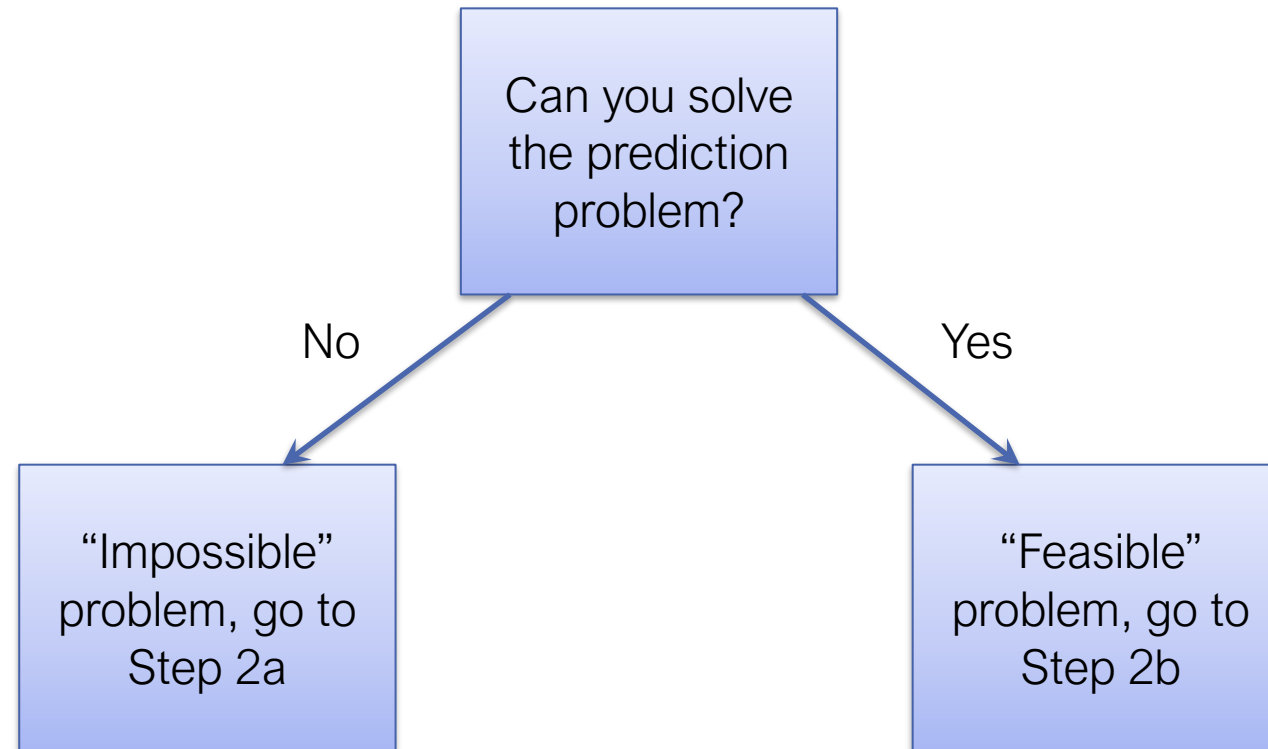 Can you solve
the prediction
problem?
No
Yes
“Impossible”
problem, go to
Step 2a
“Feasible”
problem, go to
Step 2b